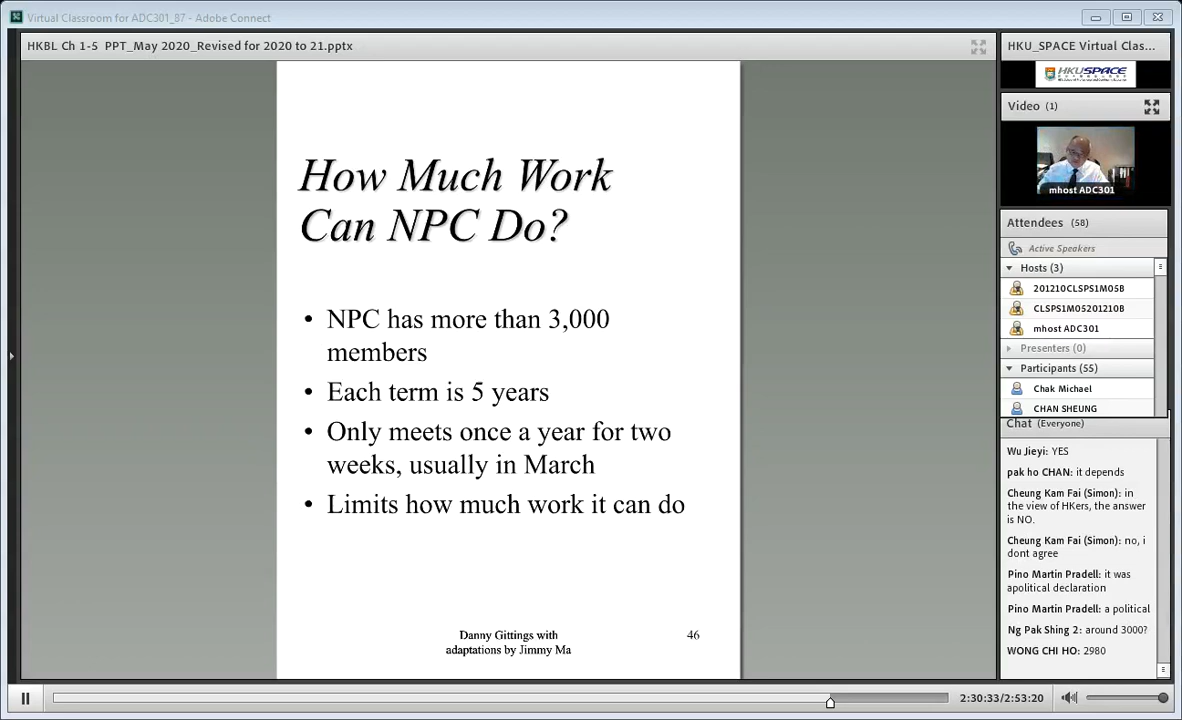 Virtual Classroom for ADC301_87 - Adobe Connect
HKBL Ch 1-5 PPT_May 2020_Revised for 2020 to 21.pptx
How Much Work
Can NPC Do?
• NPC has more than 3,000
members
• Each term is 5 years
• Only meets once a year for two
weeks, usually in March
• Limits how much work it can do
Danny Gittings with
adaptations by Jimmy Ma
46
HKU_SPACE Virtual Clas...
HKU SPACE
Video (1)
mhost ADC301
Attendees (58)
Active Speakers
Hosts (3)
201210CLSPS1M05B
CLSPS1M05201210B
mhost ADC301
Presenters (0)
Participants (55)
Chak Michael
CHAN SHEUNG
Chat (Everyone)
Wu Jieyi: YES
pak ho CHAN: it depends
Cheung Kam Fai (Simon): in
the view of HKers, the answer
is NO.
Cheung Kam Fai (Simon): no, i
dont agree
Pino Martin Pradell: it was
apolitical declaration
Pino Martin Pradell: a political
Ng Pak Shing 2: around 3000?
WONG CHI HO: 2980
2:30:33/2:53:20